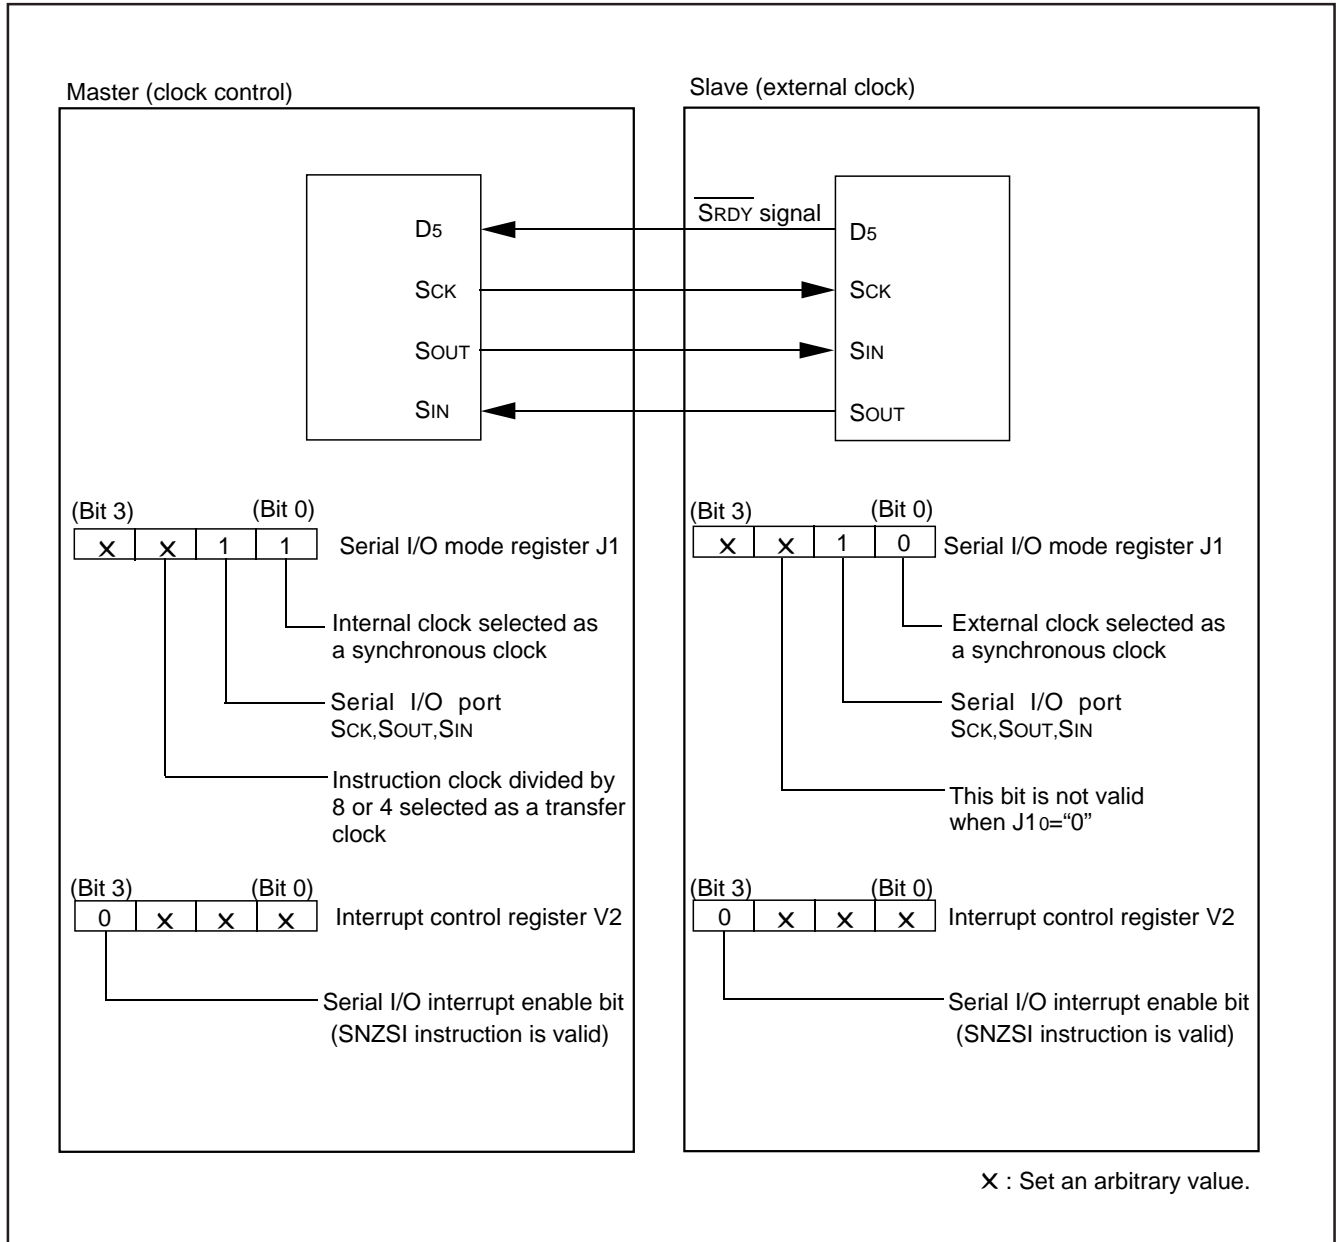 Master (clock control)
D5
SCK
SOUT
SIN
(Bit 3) (Bit 0)
× × 1 1 Serial I/O mode register J1
Internal clock selected as
a synchronous clock
Serial I/O port
SCK,SOUT,SIN
Instruction clock divided by
8 or 4 selected as a transfer
clock
(Bit 3) (Bit 0)
0 × × × Interrupt control register V2
Serial I/O interrupt enable bit
(SNZSI instruction is valid)
Slave (external clock)
SRDY signal
D5
SCK
SIN
SOUT
(Bit 3) (Bit 0)
× × 1 0 Serial I/O mode register J1
External clock selected as
a synchronous clock
Serial I/O port
SCK,SOUT,SIN
This bit is not valid
when J10=“0”
(Bit 3) (Bit 0)
0 × × × Interrupt control register V2
Serial I/O interrupt enable bit
(SNZSI instruction is valid)
× : Set an arbitrary value.